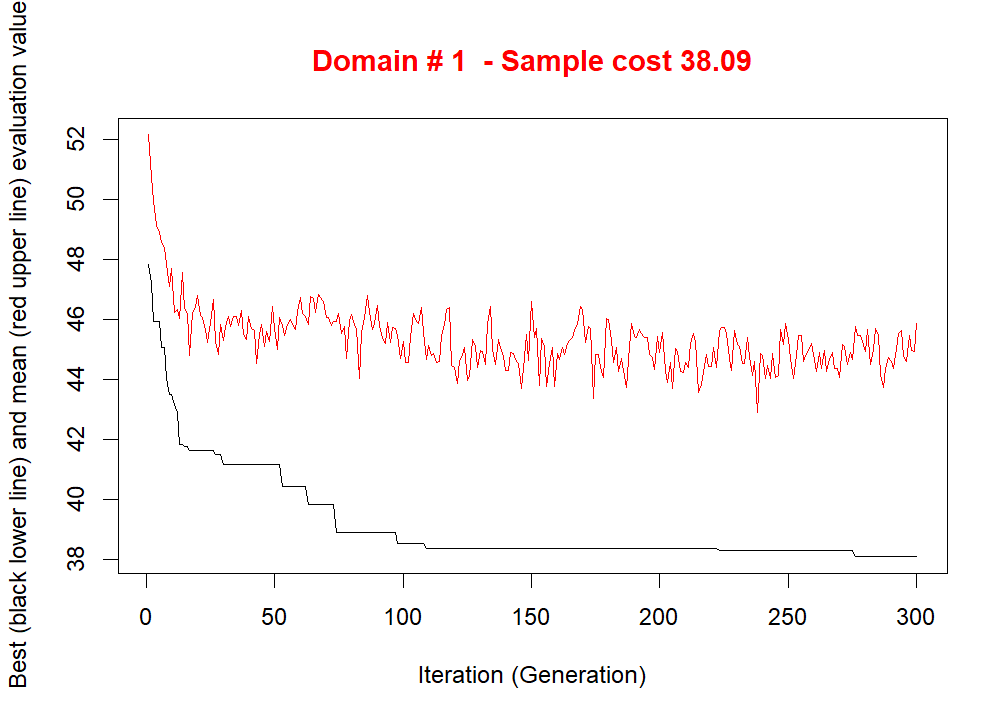 Domain # 1  - Sample cost 38.09
Best (black lower line) and mean (red upper line) evaluation value
52
50
48
46
44
42
40
38
0 50 100 150 200 250 300
Iteration (Generation)